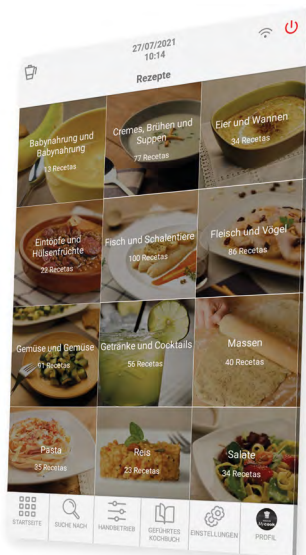 27/07/2021
10:14
Rezepte
Babynahrung und
Babynahrung
13 Recetas
Cremes, Brühen und
Suppen
77 Recetas
Eier und Wannen
34 Recetas
Eintöpfe und
Hülsenfrüchte
22 Recetas
Fisch und Schalentiere
100 Recetas
Fleisch und Vögel
86 Recetas
Gemüse und Gemüse
91 Recetas
Getränke und Cocktails
56 Recetas
Massen
40 Recetas
Pasta
35 Recetas
Reis
23 Recetas
Salate
34 Recetas
STARTSEITE
SUCHE NACH
HANDBETRIEB
GEFÜHRTES
KOCHBUCH
EINSTELLUNGEN
PROFIL